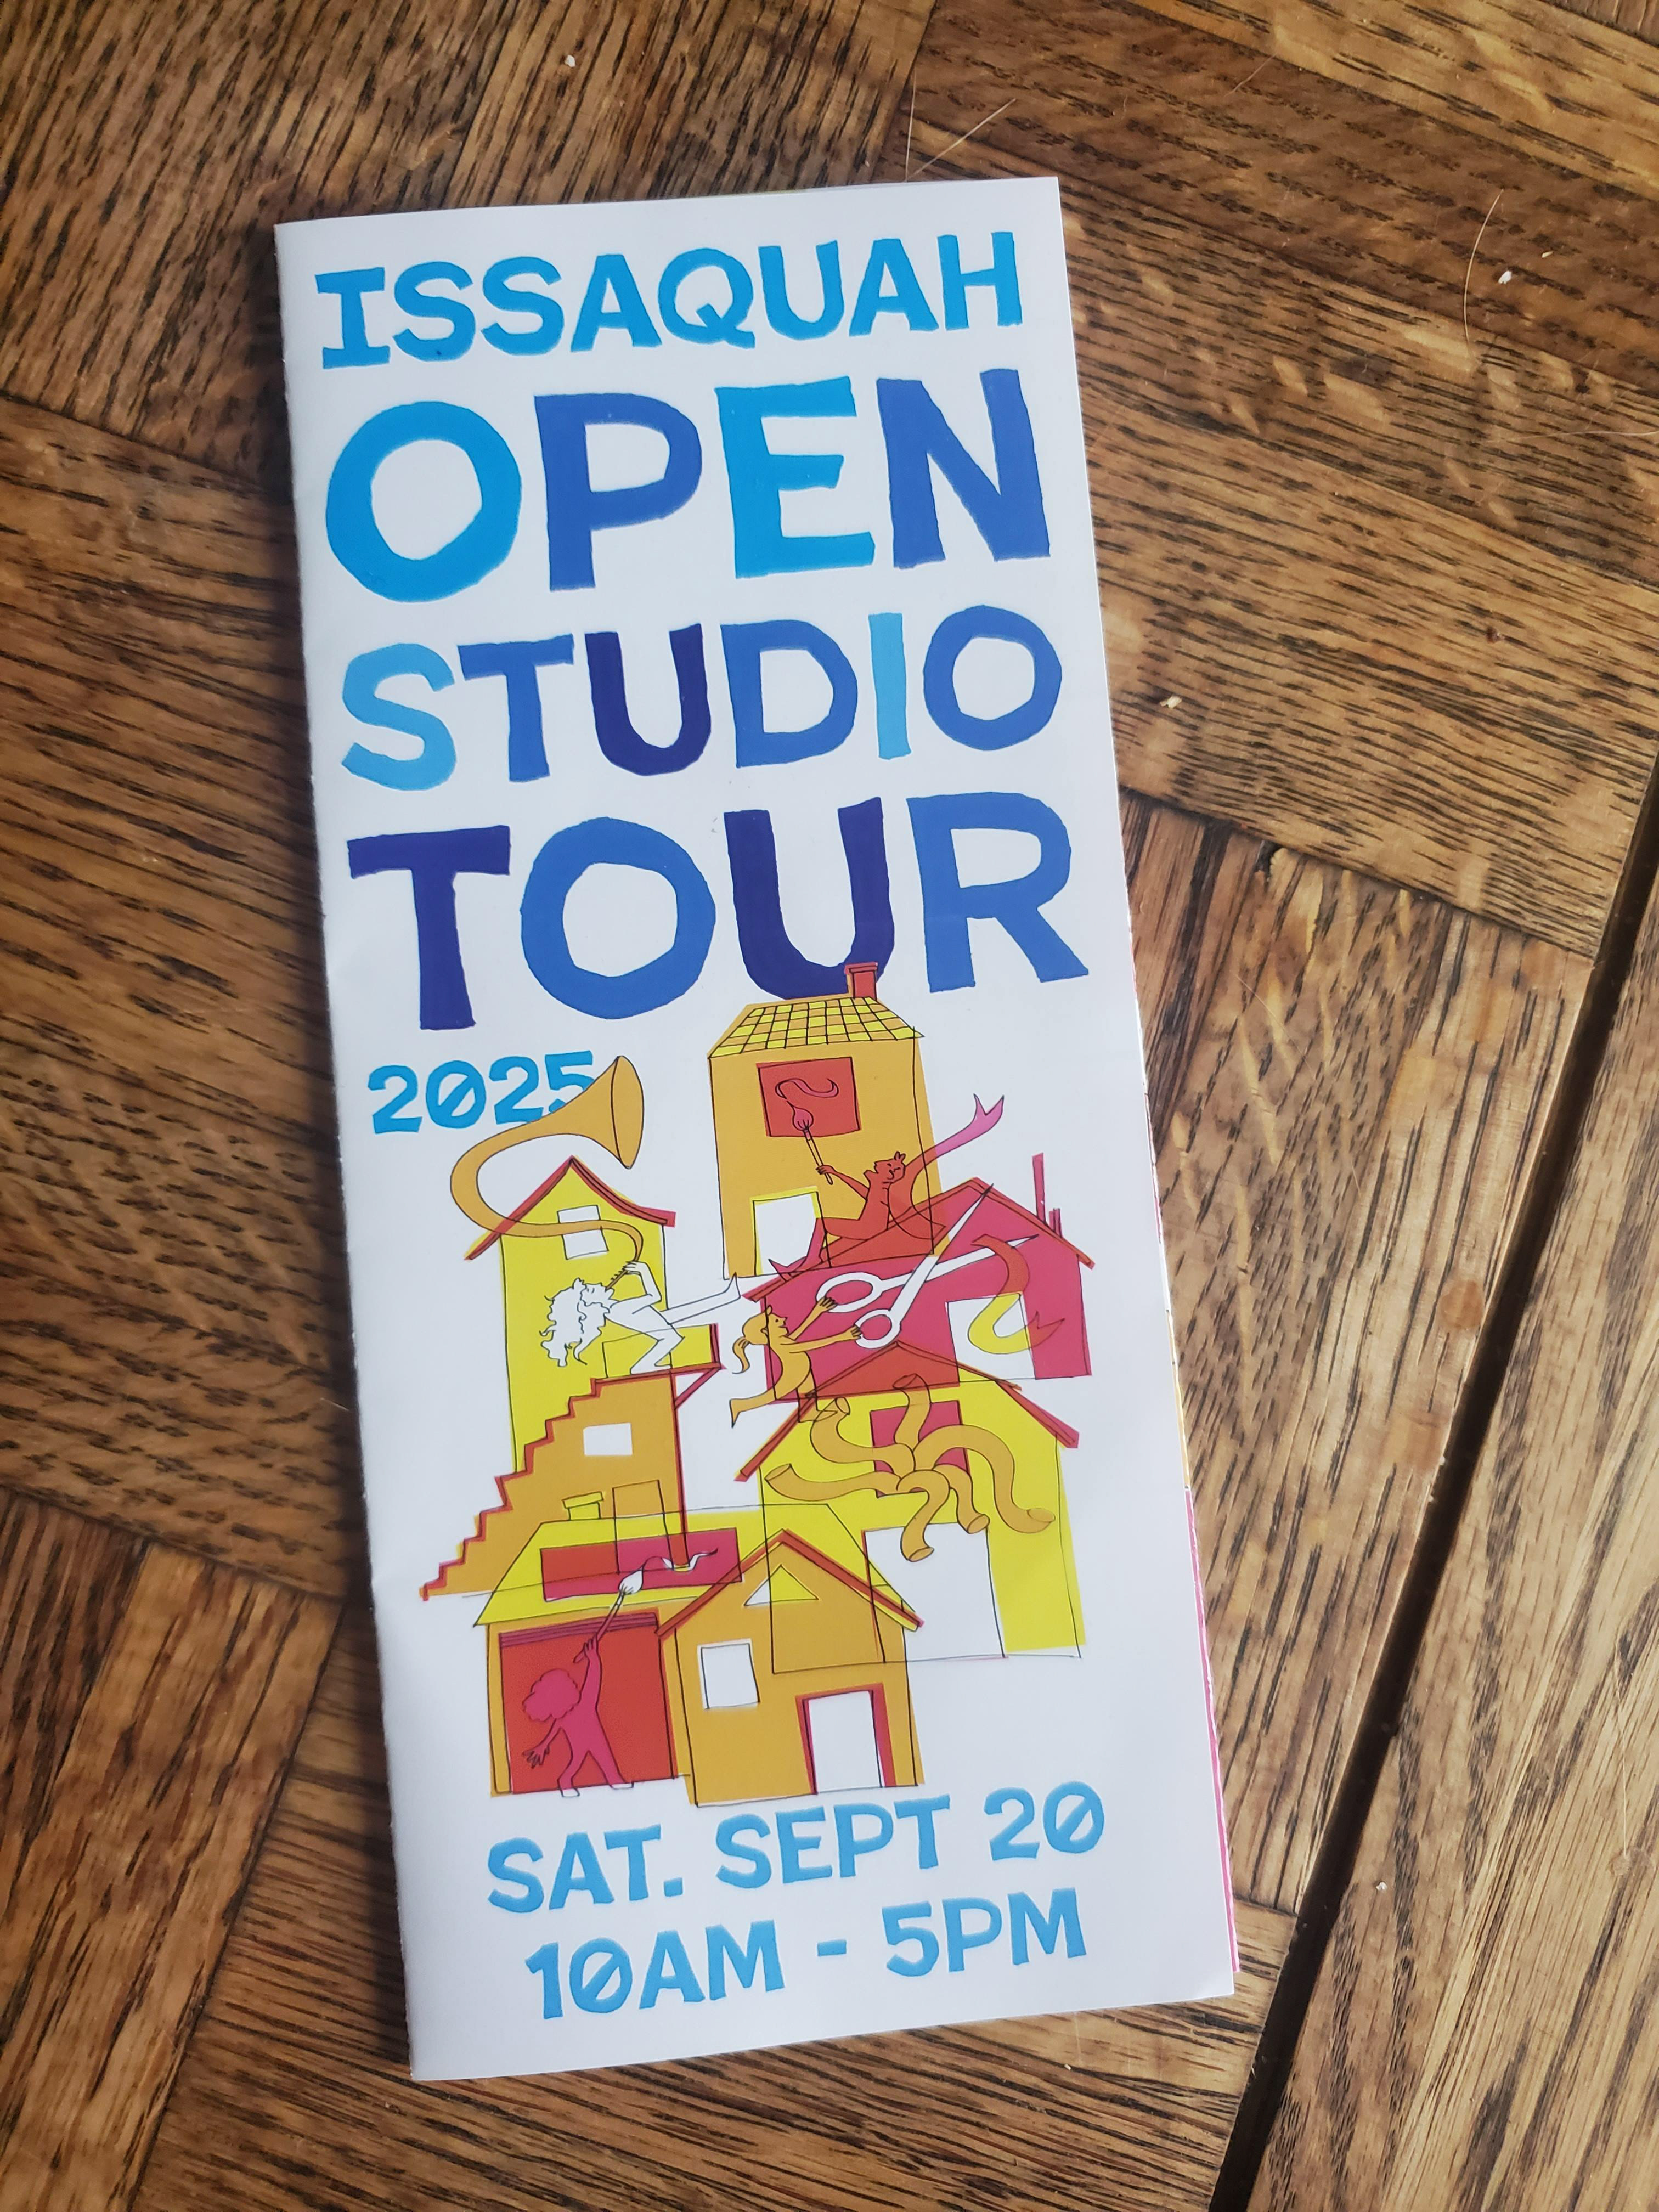 ISSAQUAH
OPEN
STUDIO
TOUR
2025
SAT. SEPT 20
10AM - 5PM